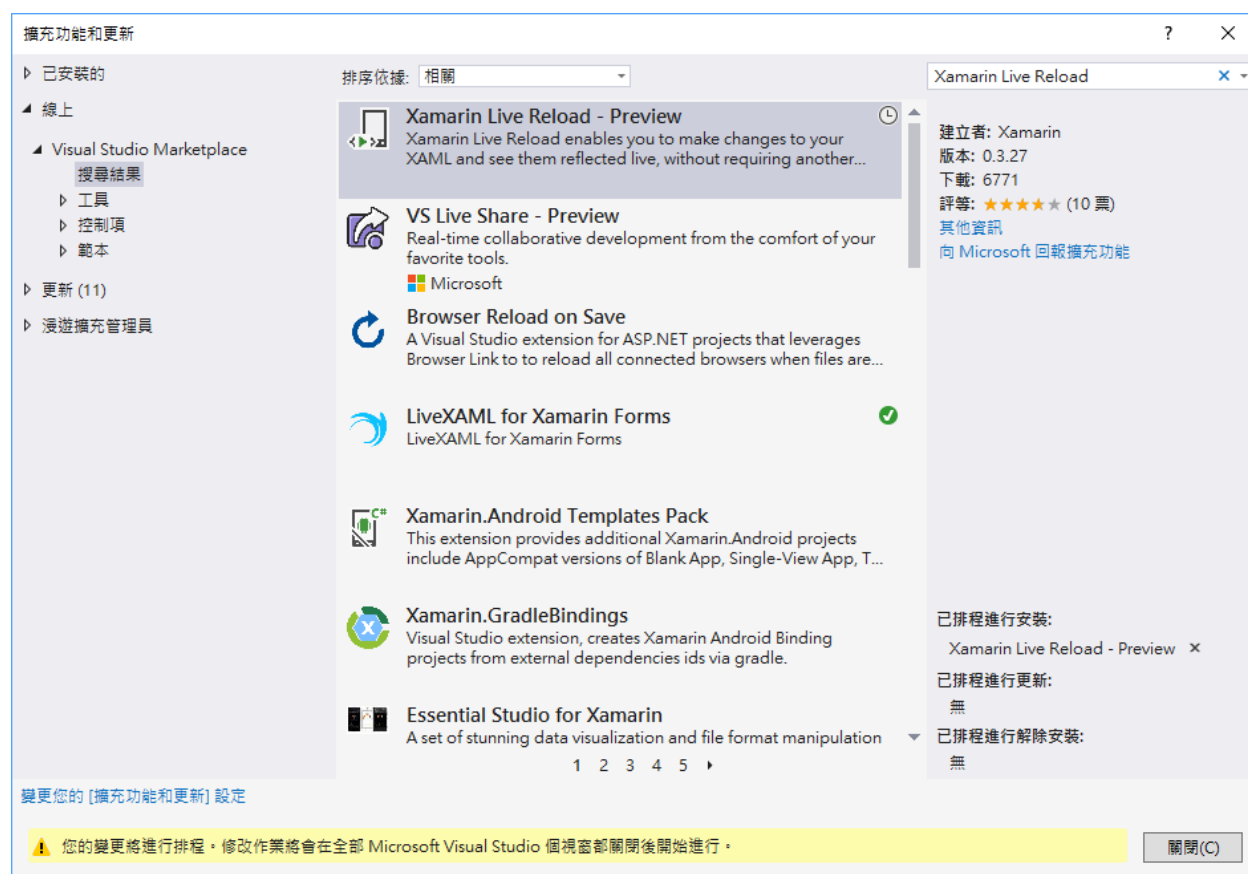 擴充功能和更新
?
已安裝的
線上
Visual Studio Marketplace
搜尋結果
工具
控制項
範本
更新 (11)
漫遊擴充管理員
排序依據: 相關
Xamarin Live Reload - Preview
Xamarin Live Reload enables you to make changes to your
XAML and see them reflected live, without requiring another...
VS Live Share - Preview
Real-time collaborative development from the comfort of your
favorite tools.
Microsoft
Browser Reload on Save
A Visual Studio extension for ASP.NET projects that leverages
Browser Link to to reload all connected browsers when files are...
LiveXAML for Xamarin Forms
LiveXAML for Xamarin Forms
C#
Xamarin.Android Templates Pack
This extension provides additional Xamarin.Android projects
include AppCompat versions of Blank App, Single-View App, T...
X
Xamarin.GradleBindings
Visual Studio extension, creates Xamarin Android Binding
projects from external dependencies ids via gradle.
Essential Studio for Xamarin
A set of stunning data visualization and file format manipulation
1 2 3 4 5
Xamarin Live Reload
建立者: Xamarin
版本: 0.3.27
下載: 6771
評等: ★★★★★ (10 票)
其他資訊
向 Microsoft 回報擴充功能
已排程進行安裝:
Xamarin Live Reload - Preview
已排程進行更新:
無
已排程進行解除安裝:
無
變更您的 [擴充功能和更新] 設定
您的變更將進行排程。修改作業將會在全部 Microsoft Visual Studio 個視窗都關閉後開始進行。
關閉(C)